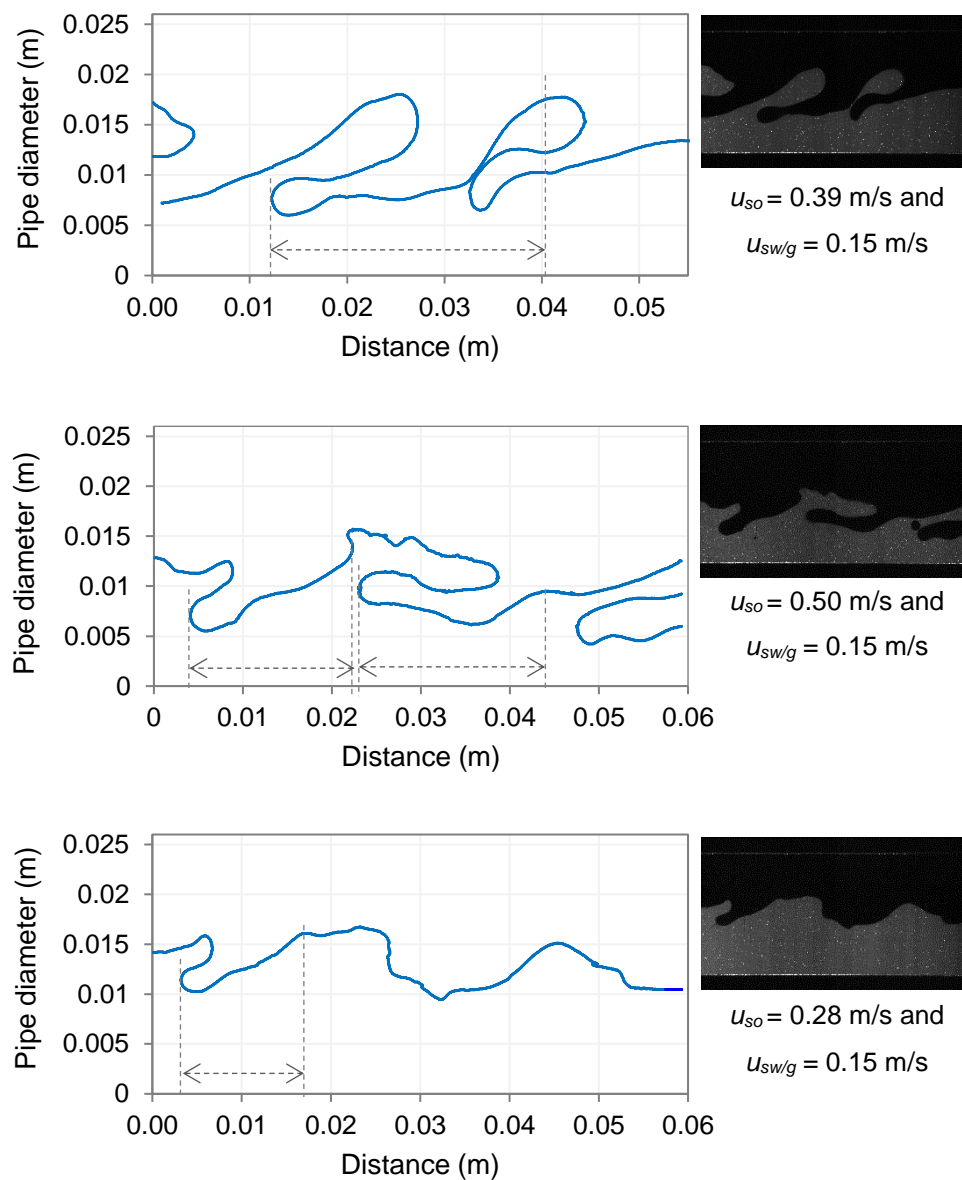 Pipe diameter (m)
0.025
0.02
0.015
0.01
0.005
0
0.00 0.01 0.02 0.03 0.04 0.05
Distance (m)
uso = 0.39 m/s and
usw/g = 0.15 m/s
Pipe diameter (m)
0.025
0.02
0.015
0.01
0.005
0
0 0.01 0.02 0.03 0.04 0.05 0.06
Distance (m)
uso = 0.50 m/s and
usw/g = 0.15 m/s
Pipe diameter (m)
0.025
0.02
0.015
0.01
0.005
0
0.00 0.01 0.02 0.03 0.04 0.05 0.06
Distance (m)
uso = 0.28 m/s and
usw/g = 0.15 m/s